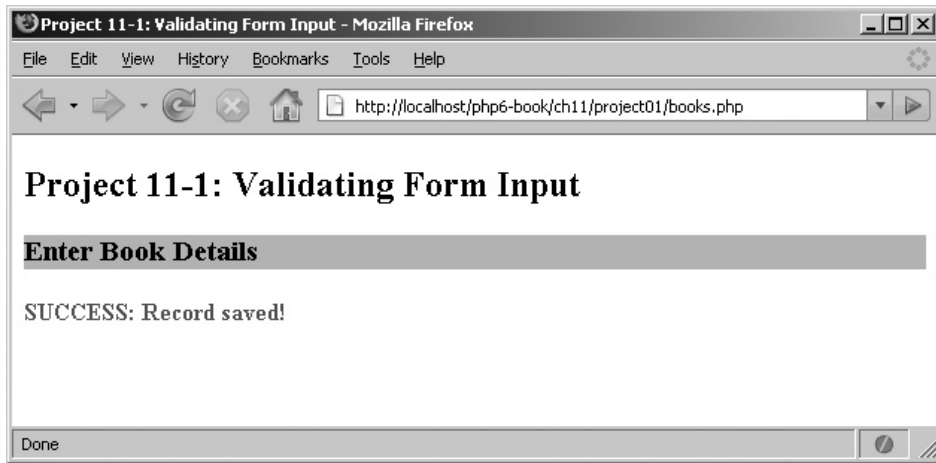 Project 11-1: Validating Form Input - Mozilla Firefox
File Edit View History Bookmarks Tools Help
http://localhost/php6-book/ch11/project01/books.php
Project 11-1: Validating Form Input
Enter Book Details
SUCCESS: Record saved!
Done